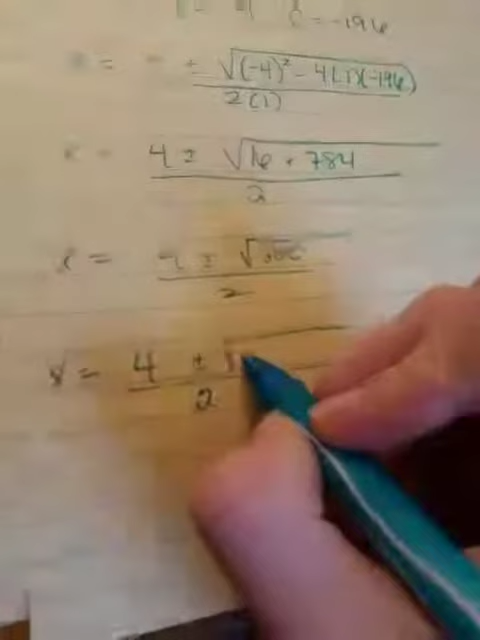 c = -196
= ± √(-4)² - 4(1)(-196)
2(1)
x = 4 ± √16 + 784
2
x = 4 ± √800
2
x = 4 ± √
2